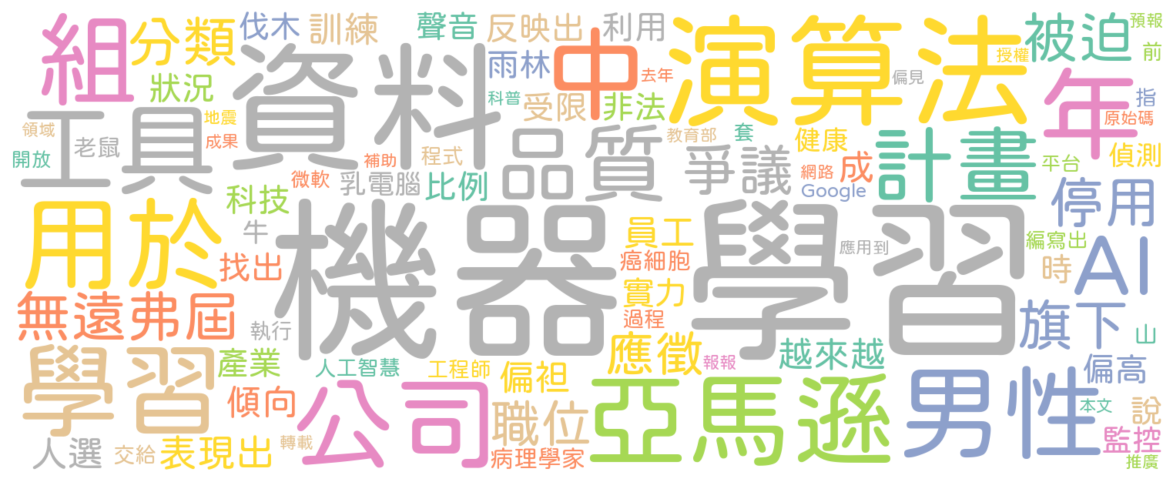 組
分類
伐木
訓練
聲音
反映出
利用
演算法
被迫
預報
前
狀況
資料
雨林
中
去年
偏見
授權
年
指
工具
領域
地震
科普
受限
非法
原始碼
開放
老鼠
成果
補助
程式
品質
教育部
套
健康
偵測
微軟
乳電腦
比例
爭議
網路
成
計畫
平台
科技
Google
停用
用於
牛
機器學習
員工
應用到
編寫出
AI
找出
癌細胞
時
無遠弗屆
執行
實力
過程
旗下
山
學習
產業
人工智慧
工程師
偏袒
應徵
報報
越來越
偏高
傾向
公司
職位
亞馬遜
男性
本文
說
人選
交給
表現出
轉載
病理學家
監控
推廣